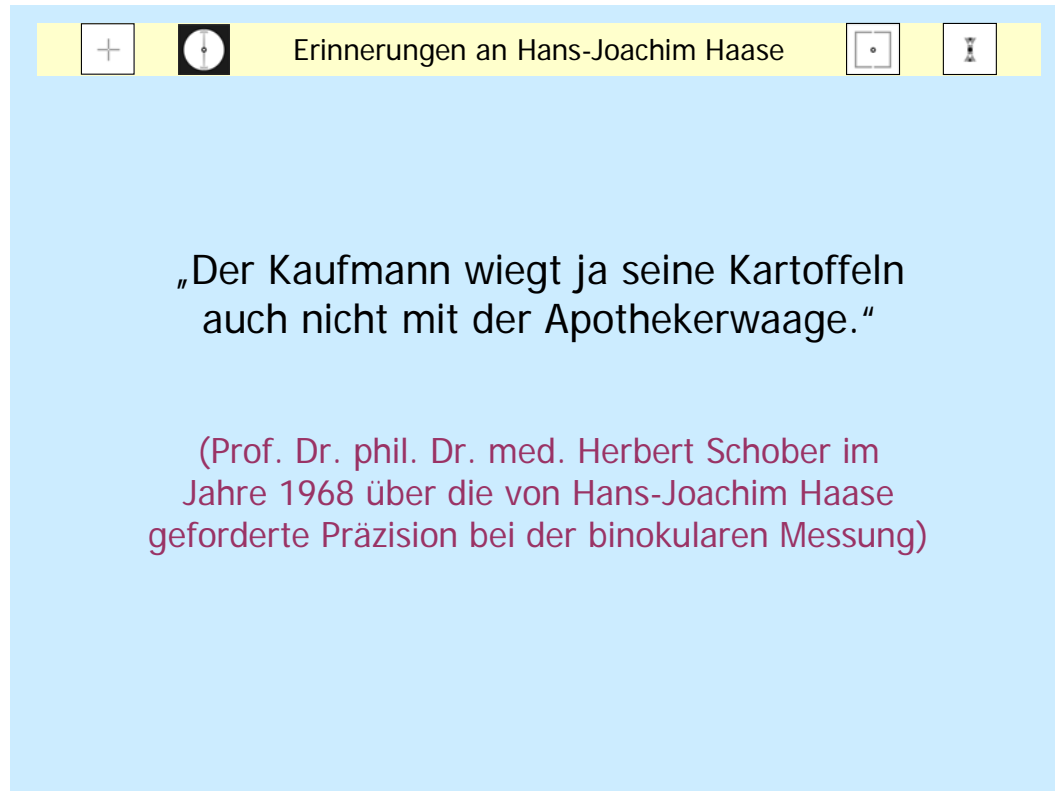 Erinnerungen an Hans-Joachim Haase
„Der Kaufmann wiegt ja seine Kartoffeln
auch nicht mit der Apothekerwaage.“
(Prof. Dr. phil. Dr. med. Herbert Schober im
Jahre 1968 über die von Hans-Joachim Haase
geforderte Präzision bei der binokularen Messung)